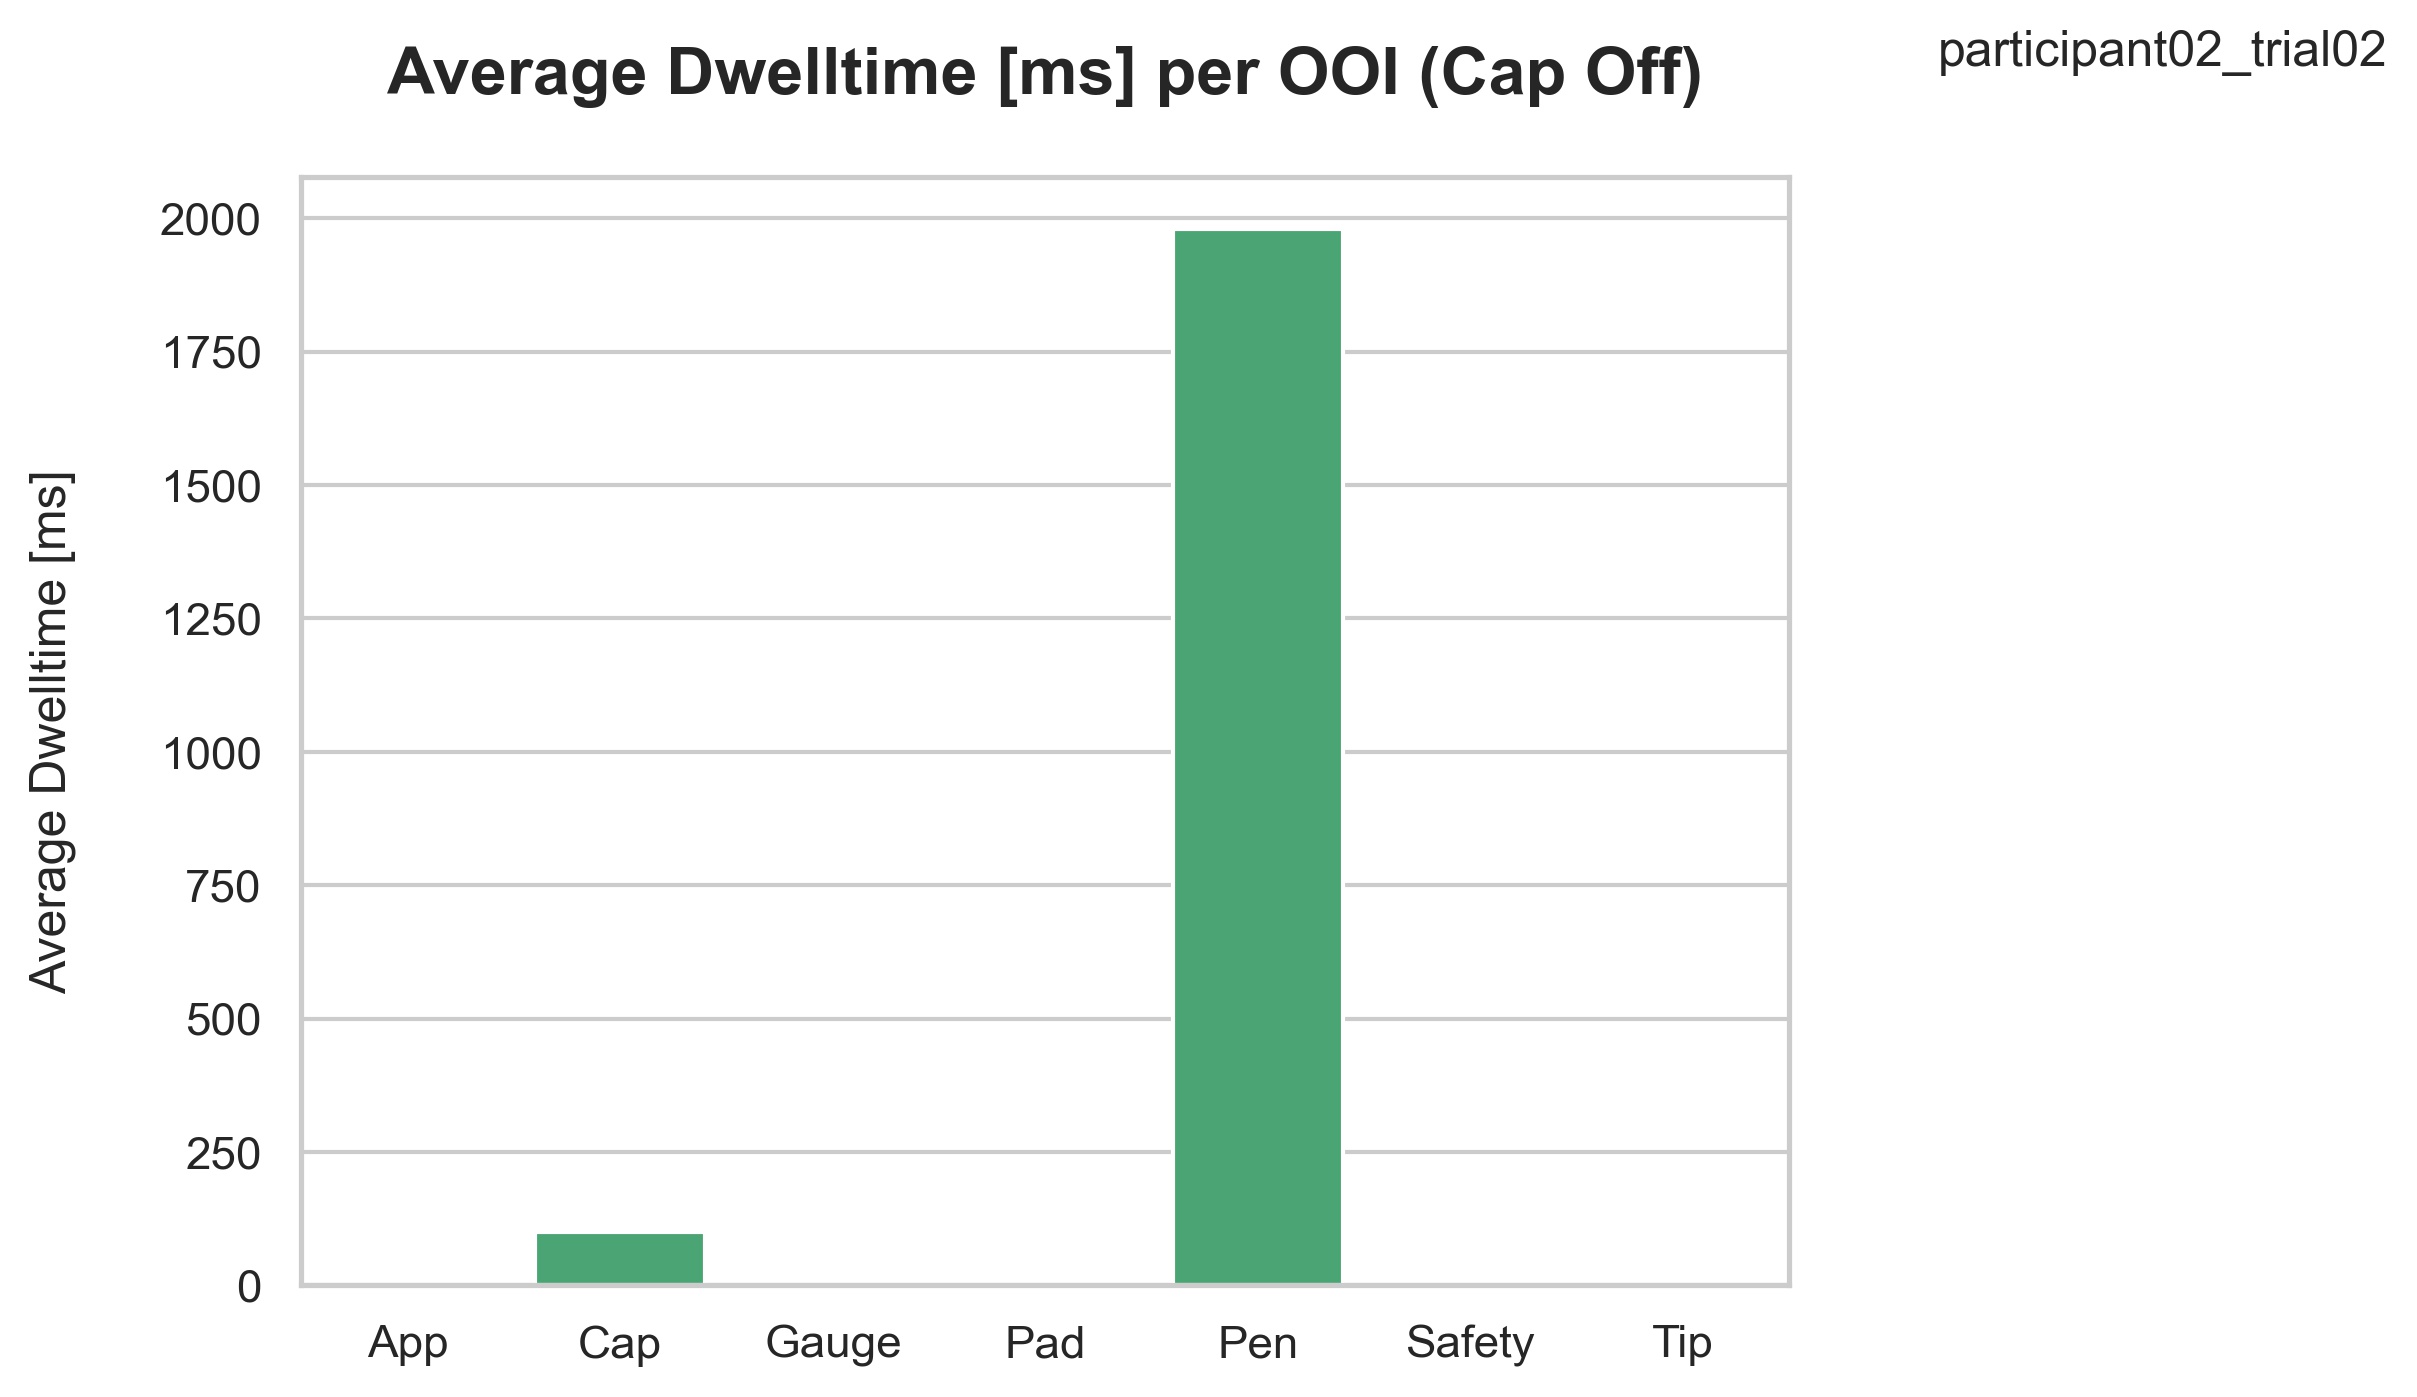 participant02_trial02
Average Dwelltime [ms] per OOI (Cap Off)
Average Dwelltime [ms]
2000
1750
1500
1250
1000
750
500
250
0
App Cap Gauge Pad Pen Safety Tip